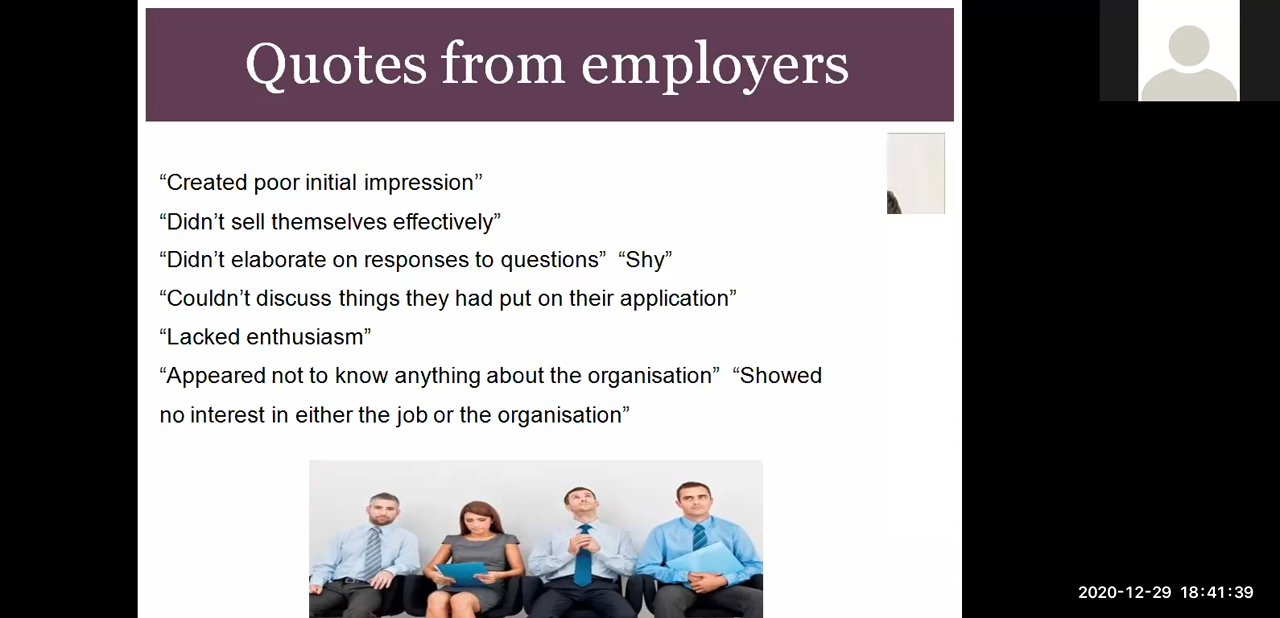 Quotes from employers
“Created poor initial impression”
“Didn’t sell themselves effectively”
“Didn’t elaborate on responses to questions”  “Shy”
“Couldn’t discuss things they had put on their application”
“Lacked enthusiasm”
“Appeared not to know anything about the organisation”  “Showed
no interest in either the job or the organisation”
2020-12-29 18:41:39